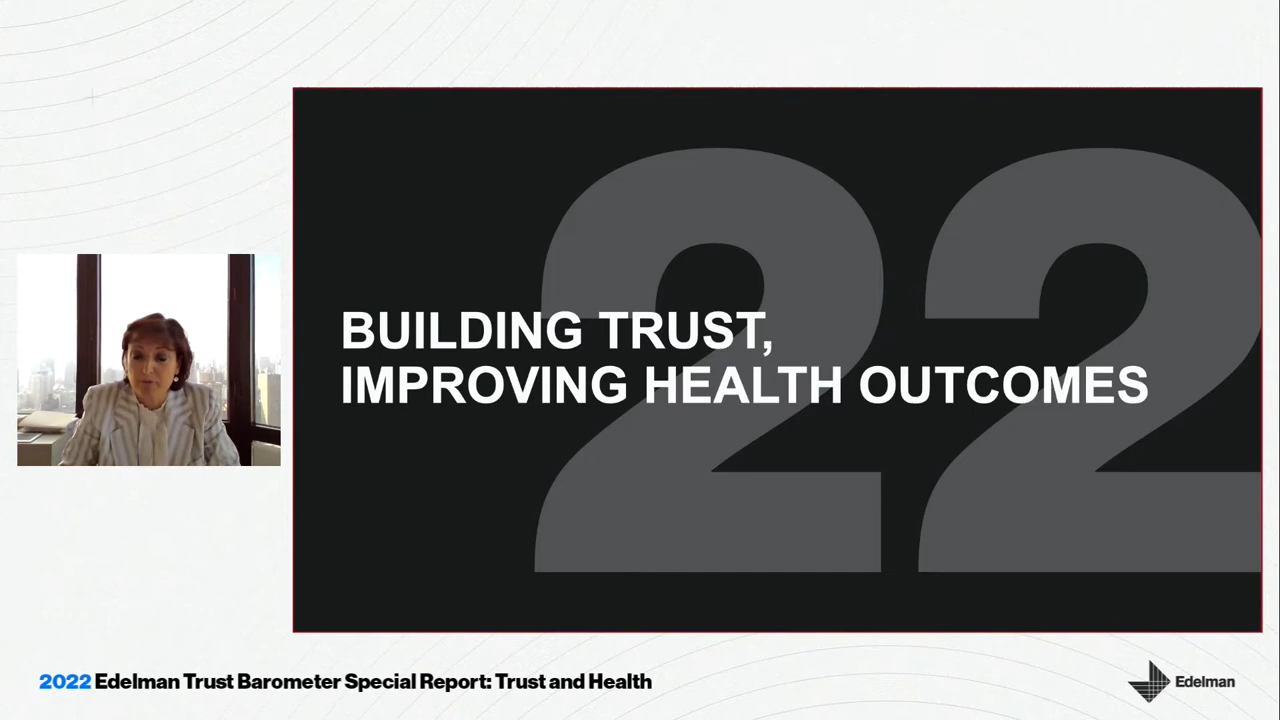 22
BUILDING TRUST,
IMPROVING HEALTH OUTCOMES
2022 Edelman Trust Barometer Special Report: Trust and Health
Edelman